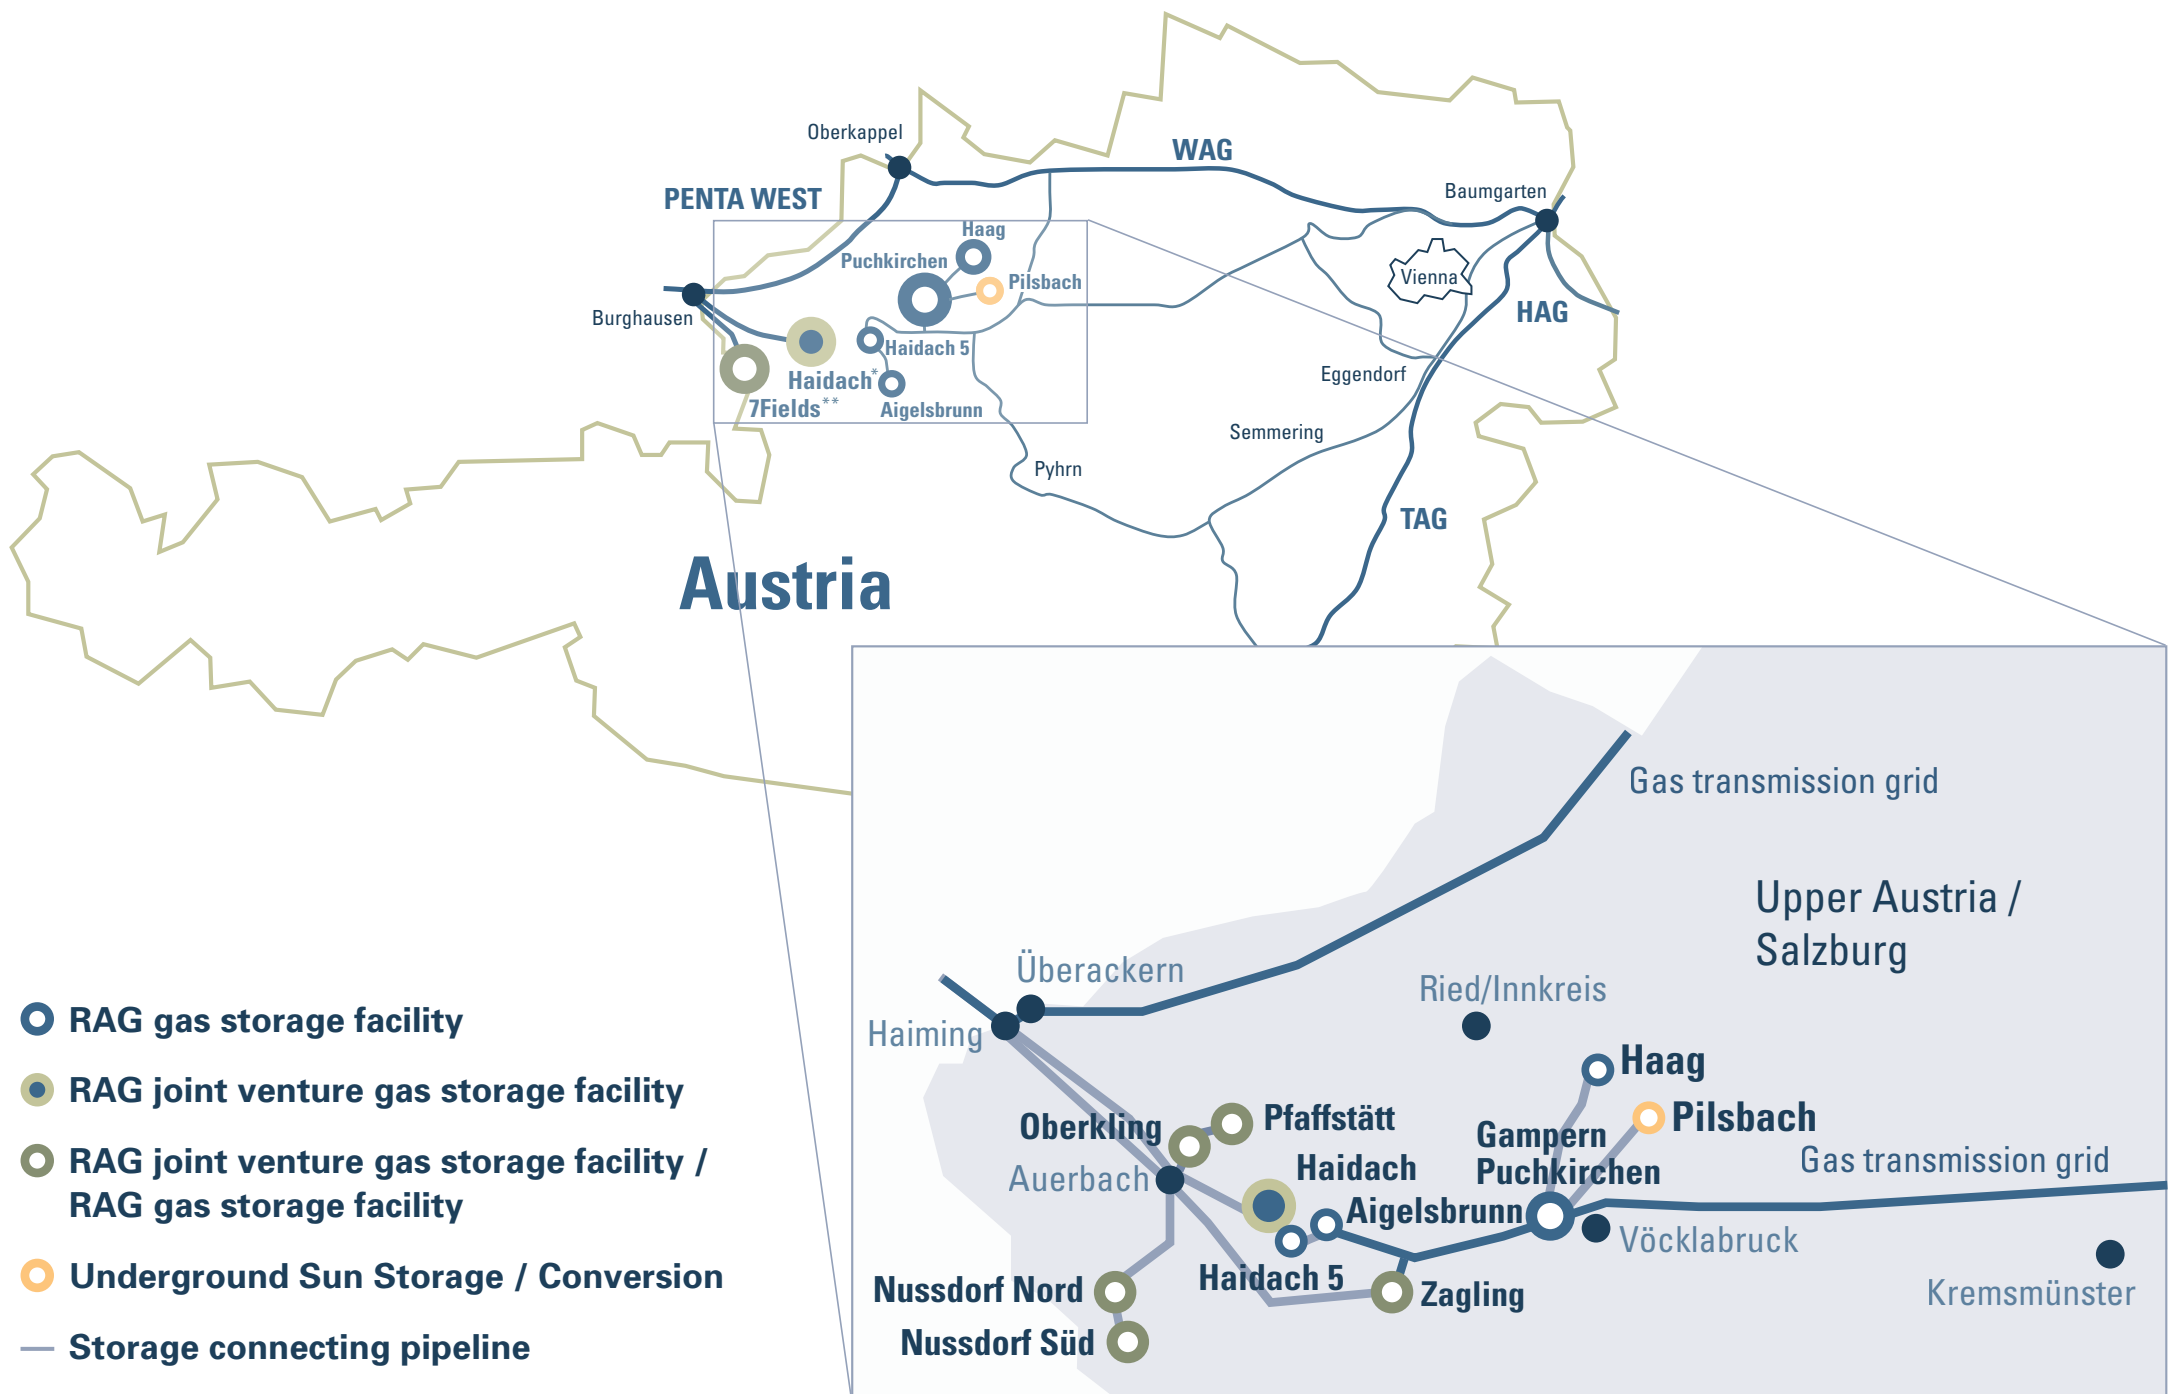 Oberkappel
WAG
PENTA WEST
Baumgarten
Haag
Puchkirchen
Pilsbach
Vienna
Burghausen
HAG
Haidach 5
Haidach*
Eggendorf
7Fields**
Aigelsbrunn
Semmering
Pyhrn
TAG
Austria
Gas transmission grid
Upper Austria /
Salzburg
Überackern
Ried/Innkreis
Haiming
Haag
Pfaffstätt
Pilsbach
Oberkling
Gampern
Puchkirchen
Gas transmission grid
Haidach
Auerbach
Aigelsbrunn
Vöcklabruck
Haidach 5
Nussdorf Nord
Zagling
Kremsmünster
Nussdorf Süd
RAG gas storage facility
RAG joint venture gas storage facility
RAG joint venture gas storage facility /
RAG gas storage facility
Underground Sun Storage / Conversion
Storage connecting pipeline